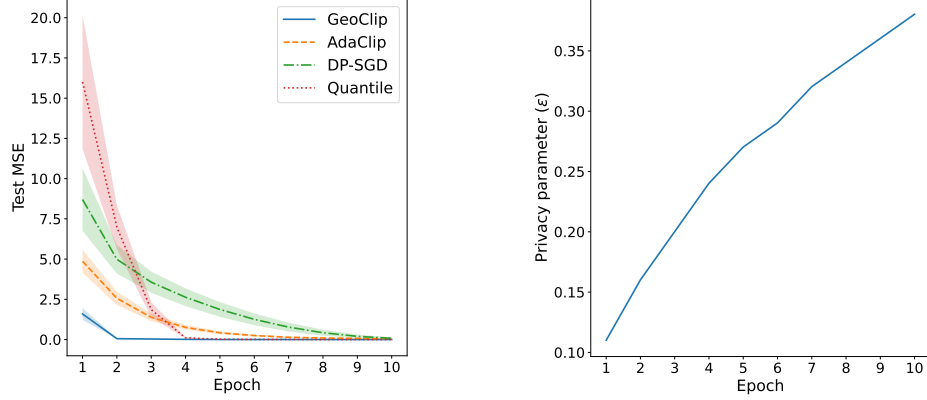 20.0
17.5
15.0
12.5
10.0
7.5
5.0
2.5
0.0
Test MSE
GeoClip
AdaClip
DP-SGD
Quantile
1 2 3 4 5 6 7 8 9 10
Epoch
0.35
0.30
0.25
0.20
0.15
0.10
Privacy parameter (ε)
1 2 3 4 5 6 7 8 9 10
Epoch